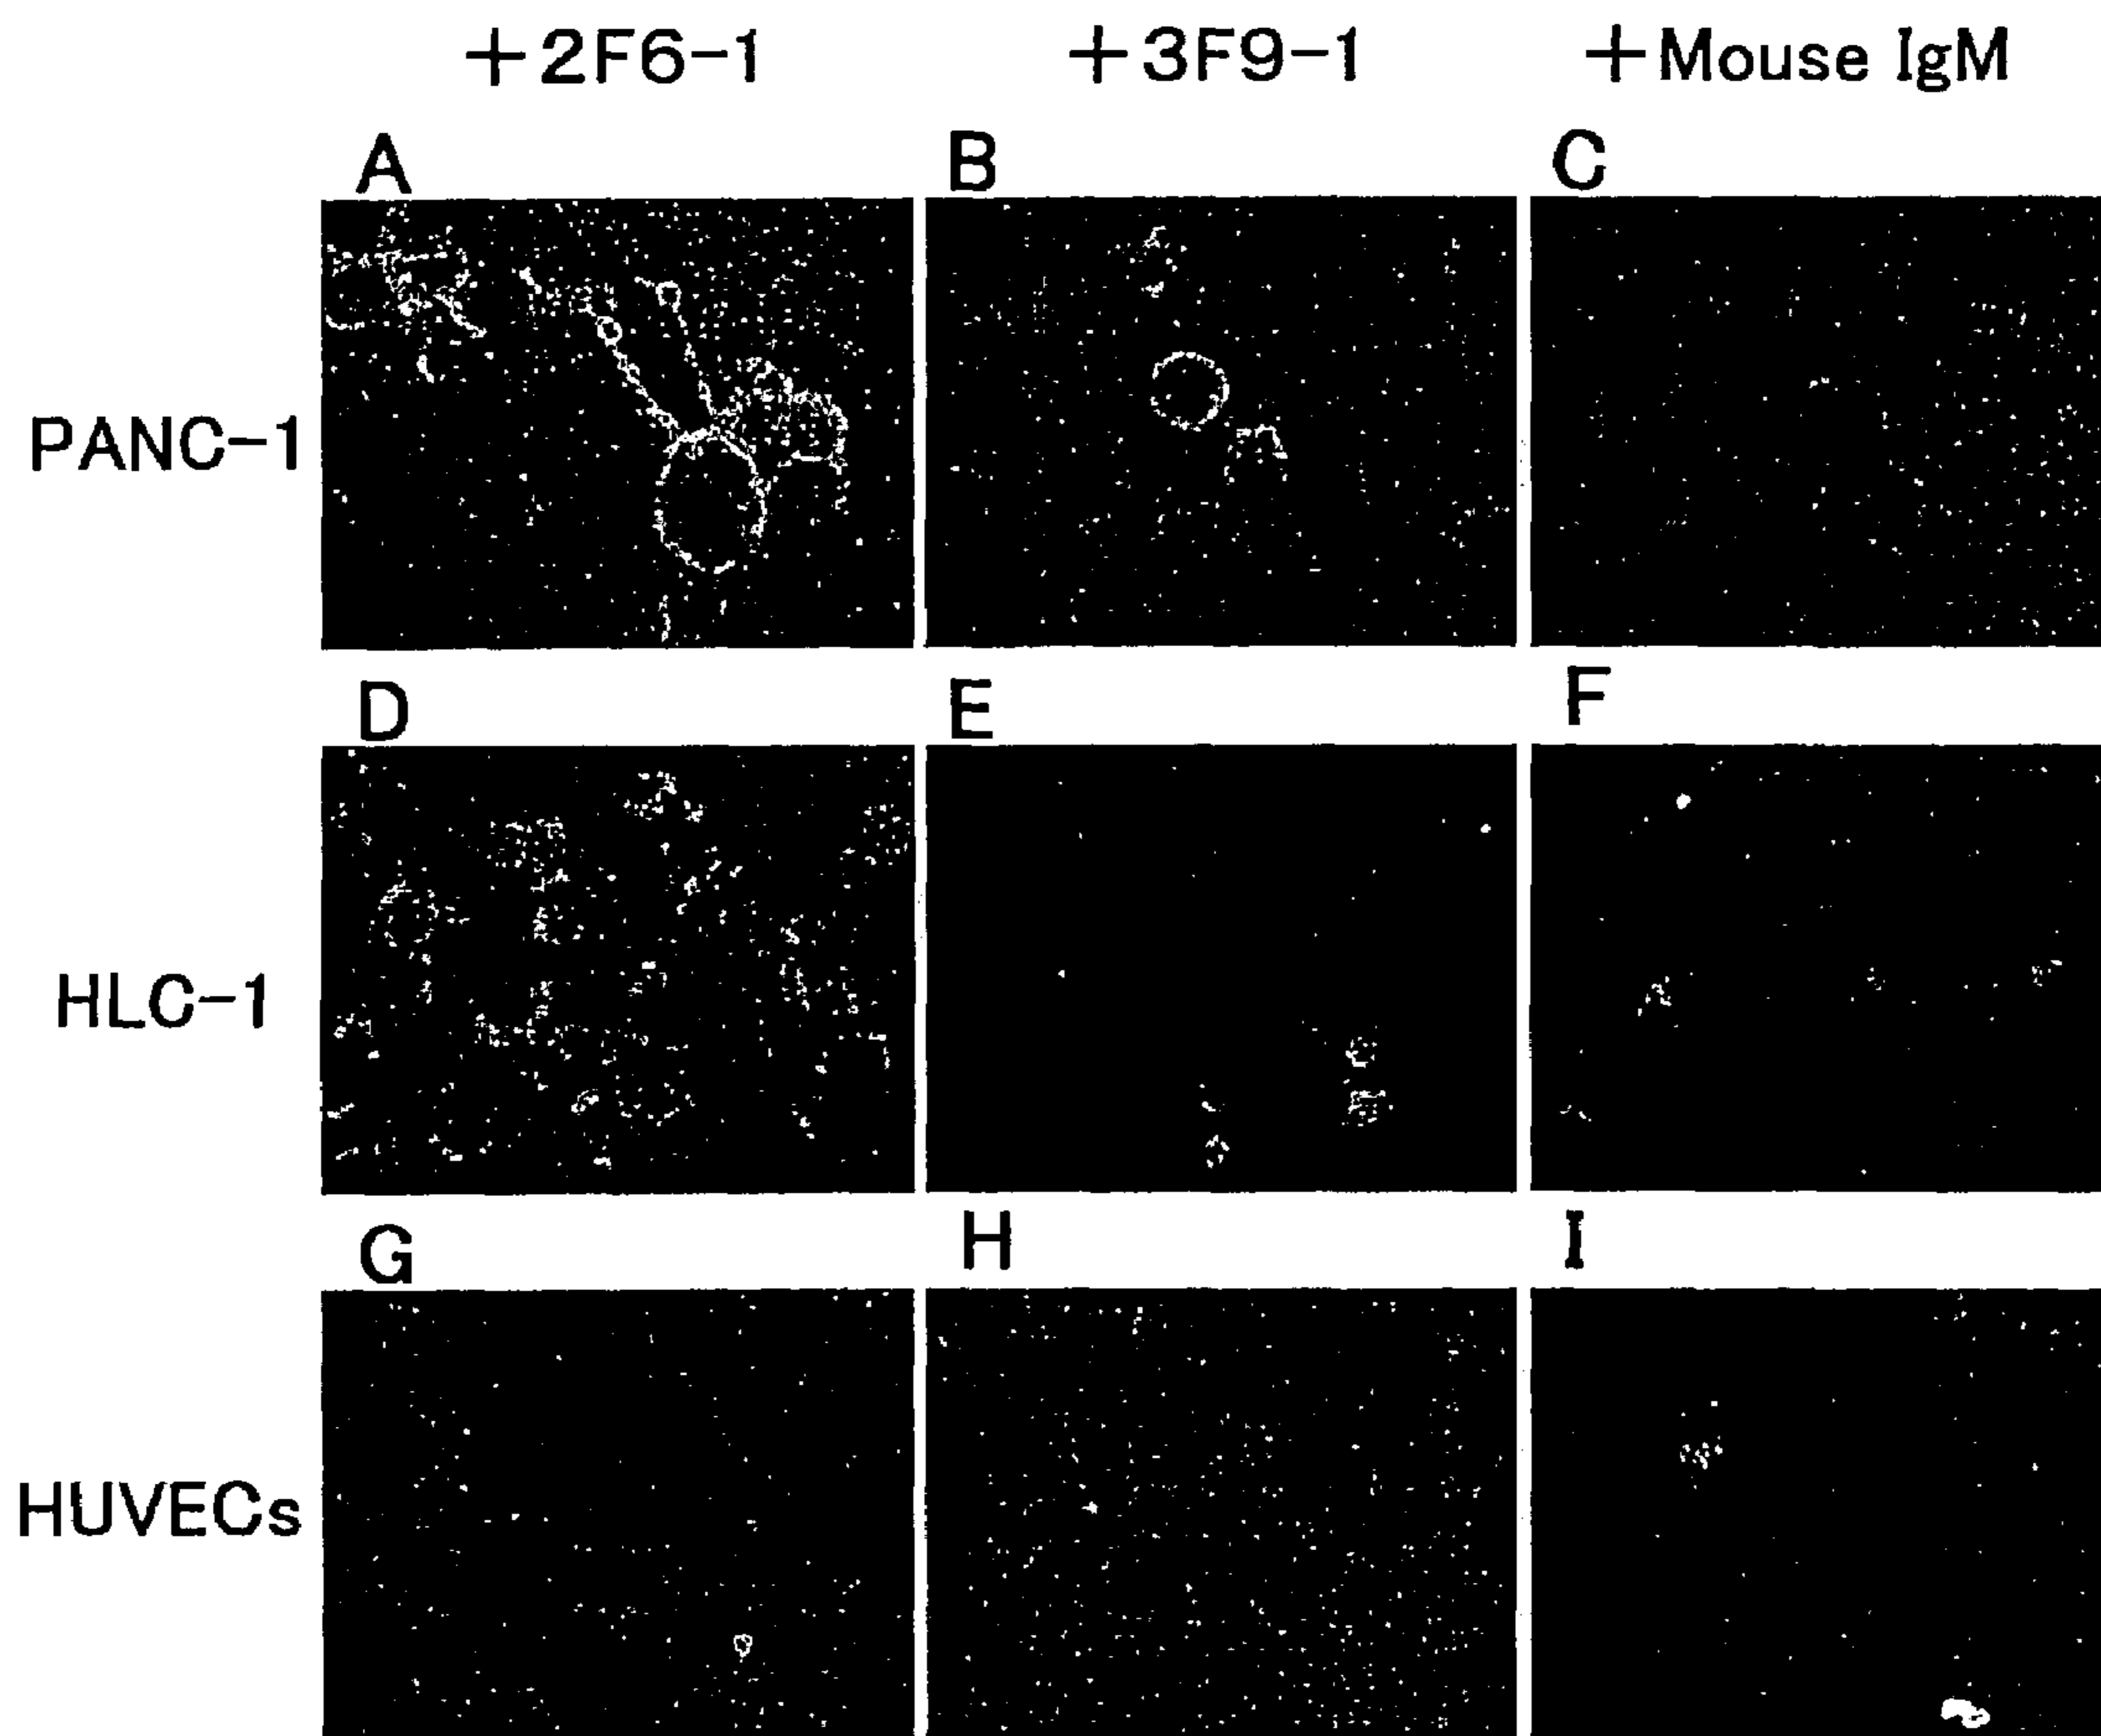 +2F6-1 +3F9-1 +Mouse IgM
A B C
PANC-1
D E F
HLC-1
G H I
HUVECs